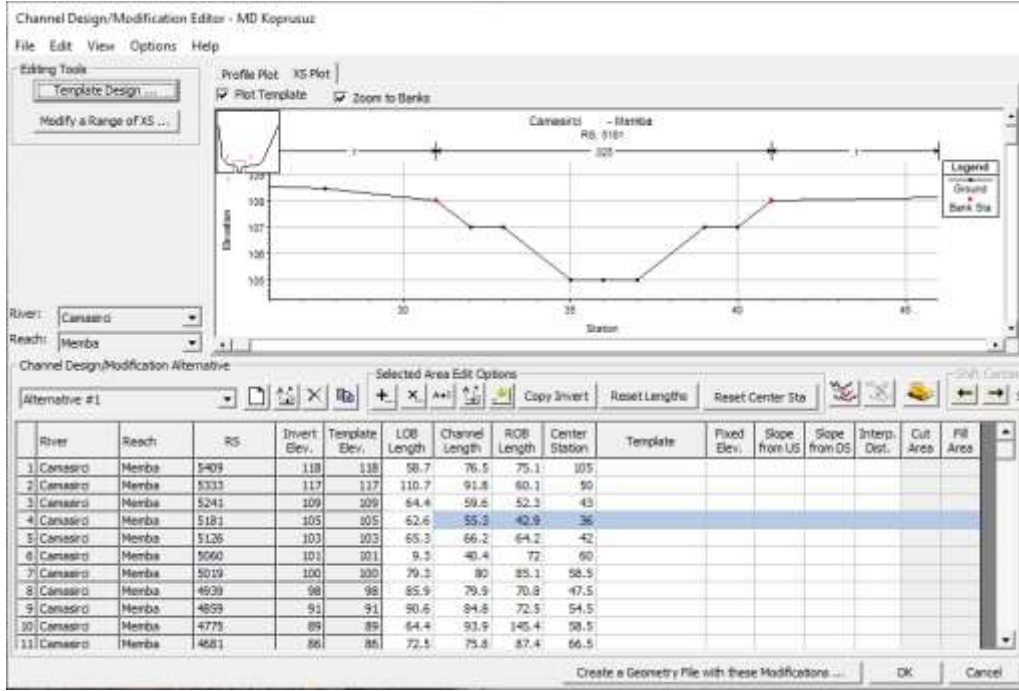 Channel Design/Modification Editor - MD Koprusuz
File Edit View Options Help
Editing Tools
Template Design ...
Modify a Range of XS ...
Profile Plot XS Plot
Plot Template Zoom to Banks
Camasirci - Memba
RS: 5181
.025
Legend
Ground
Bank Sta
Elevation
109
108
107
106
105
30 35 40 45
Station
River: Camasirci
Reach: Memba
Channel Design/Modification Alternative
Alternative #1
Selected Area Edit Options
Copy Invert Reset Lengths Reset Center Sta
River Reach RS Invert Elev. Template Elev. LOB Length Channel Length ROB Length Center Station Template Fixed Elev. Slope from US Slope from DS Interp. Dist. Cut Area Fill Area
1 Camasirci Memba 5409 118 118 58.7 76.5 75.1 105
2 Camasirci Memba 5333 117 117 110.7 91.8 60.1 50
3 Camasirci Memba 5241 109 109 64.4 59.6 52.3 43
4 Camasirci Memba 5181 105 105 62.6 55.3 42.9 36
5 Camasirci Memba 5126 103 103 65.3 66.2 64.2 42
6 Camasirci Memba 5060 101 101 9.3 40.4 72 60
7 Camasirci Memba 5019 100 100 79.3 80 85.1 58.5
8 Camasirci Memba 4939 98 98 85.9 79.9 70.8 47.5
9 Camasirci Memba 4859 91 91 90.6 84.8 72.5 54.5
10 Camasirci Memba 4775 89 89 64.4 93.9 145.4 58.5
11 Camasirci Memba 4681 86 86 72.5 75.8 87.4 66.5
Create a Geometry File with these Modifications ... OK Cancel